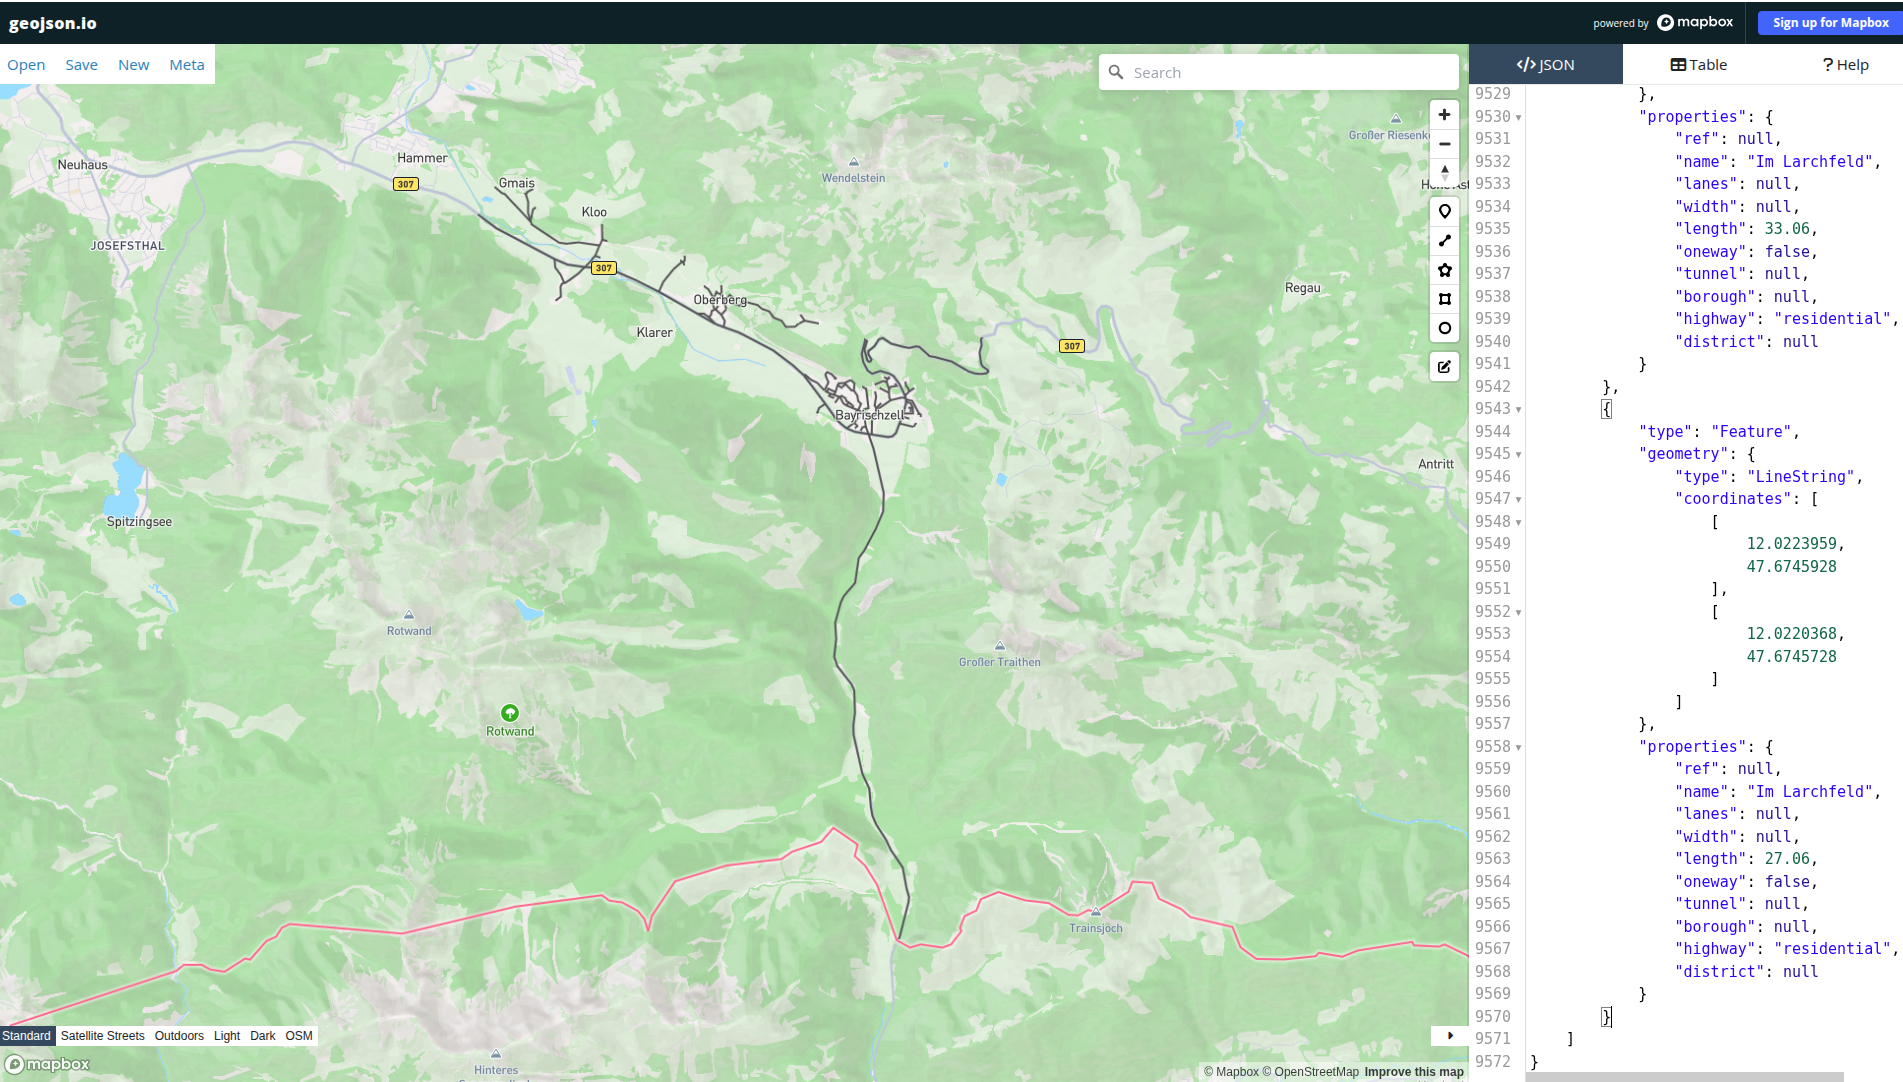 geojson.io
powered by mapbox
Sign up for Mapbox
Open Save New Meta
Search
</>JSON
Table
? Help
Neuhaus
Hammer
307
Gmais
JOSEFSTHAL
Kloo
307
Wendelstein
Oberberg
Klarer
Regau
307
Bayrischzell
Antritt
Spitzingsee
Rotwand
Großer Traithen
Rotwand
Trainsjoch
Hinteres
Standard Satellite Streets Outdoors Light Dark OSM
mapbox
© Mapbox © OpenStreetMap Improve this map
9529 },
9530 "properties": {
9531 "ref": null,
9532 "name": "Im Larchfeld",
9533 "lanes": null,
9534 "width": null,
9535 "length": 33.06,
9536 "oneway": false,
9537 "tunnel": null,
9538 "borough": null,
9539 "highway": "residential",
9540 "district": null
9541 }
9542 },
9543 {
9544 "type": "Feature",
9545 "geometry": {
9546 "type": "LineString",
9547 "coordinates": [
9548 [
9549 12.0223959,
9550 47.6745928
9551 ],
9552 [
9553 12.0220368,
9554 47.6745728
9555 ]
9556 ]
9557 },
9558 "properties": {
9559 "ref": null,
9560 "name": "Im Larchfeld",
9561 "lanes": null,
9562 "width": null,
9563 "length": 27.06,
9564 "oneway": false,
9565 "tunnel": null,
9566 "borough": null,
9567 "highway": "residential",
9568 "district": null
9569 }
9570 }
9571 ]
9572 }